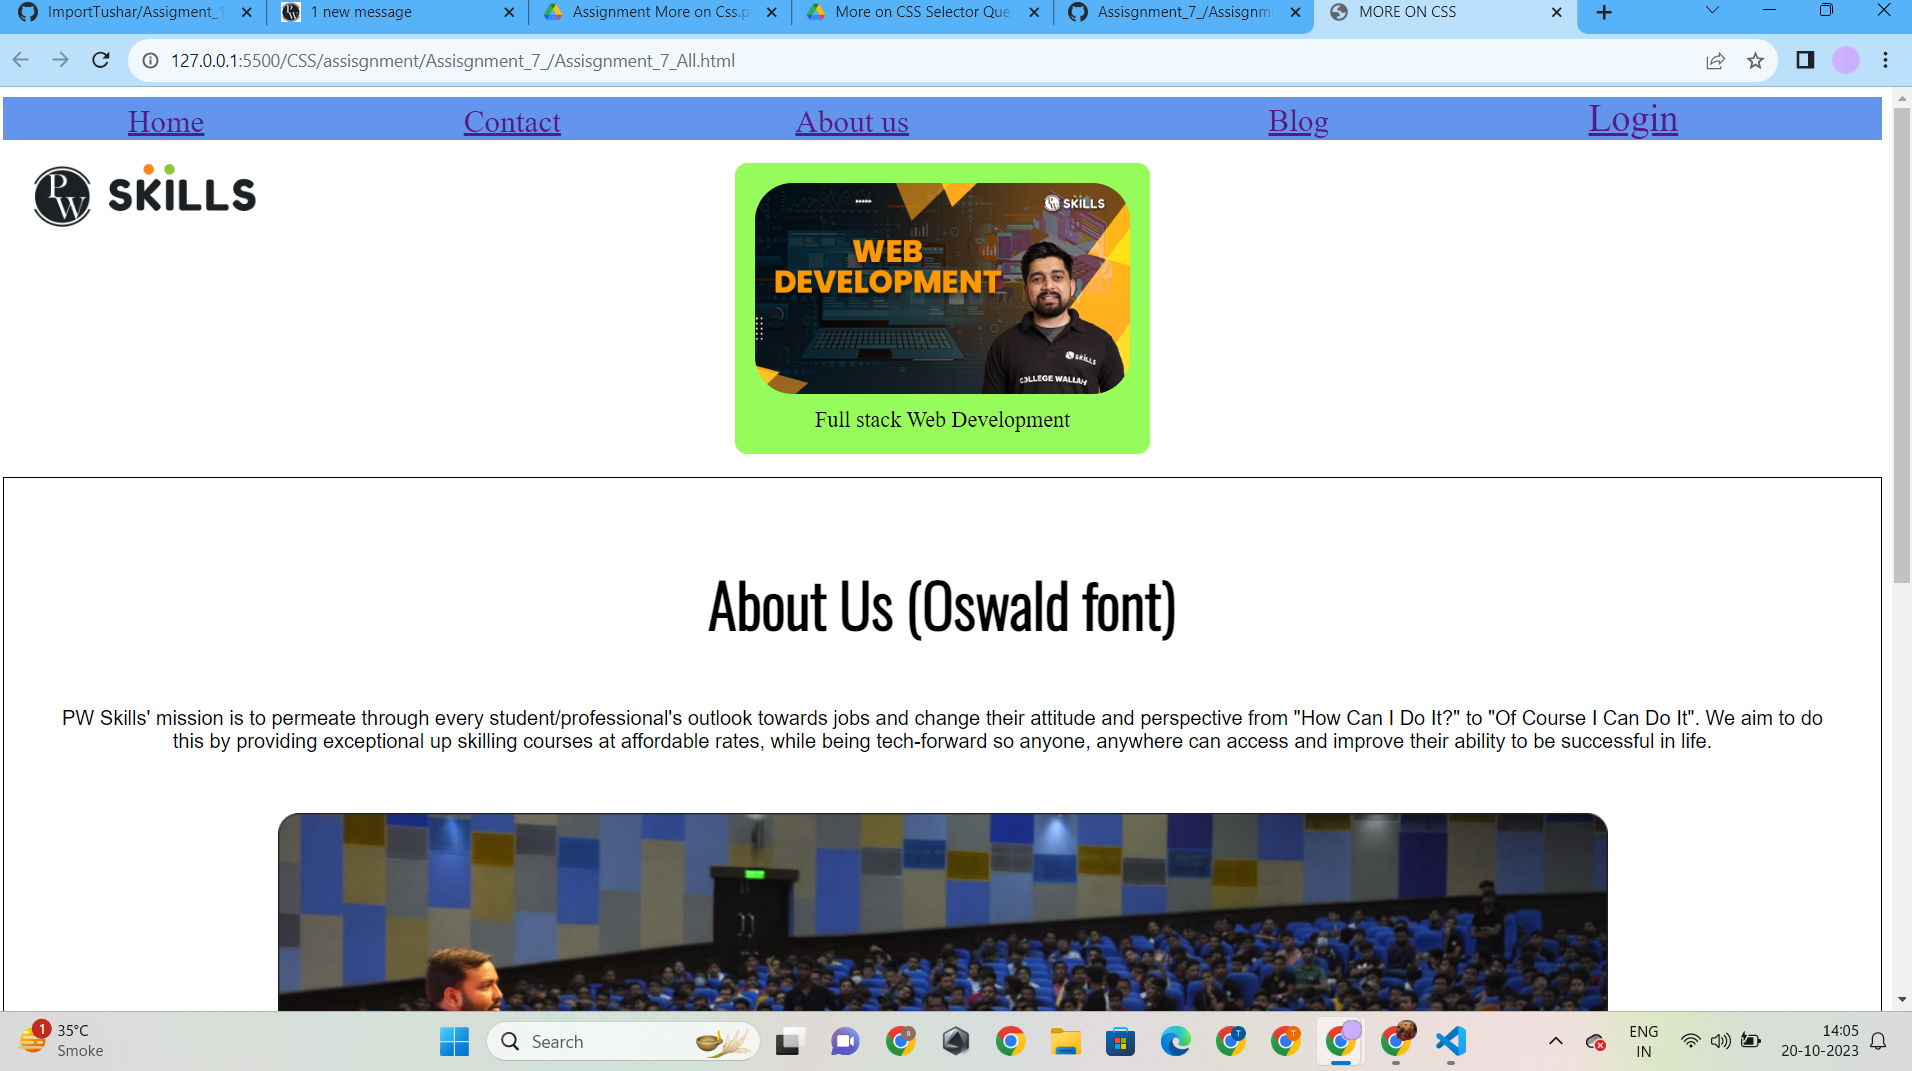 ImportTushar/Assigment_1
1 new message
Assignment More on Css.p
More on CSS Selector Que
Assisgnment_7_/Assisgnme
MORE ON CSS
127.0.0.1:5500/CSS/assisgnment/Assisgnment_7_/Assisgnment_7_All.html
Home Contact About us Blog Login
PW SKILLS
PW SKILLS
WEB
DEVELOPMENT
SKILLS
COLLEGE WALLAH
Full stack Web Development
About Us (Oswald font)
PW Skills' mission is to permeate through every student/professional's outlook towards jobs and change their attitude and perspective from "How Can I Do It?" to "Of Course I Can Do It". We aim to do
this by providing exceptional up skilling courses at affordable rates, while being tech-forward so anyone, anywhere can access and improve their ability to be successful in life.
1
35°C
Smoke
Search
ENG
IN
14:05
20-10-2023